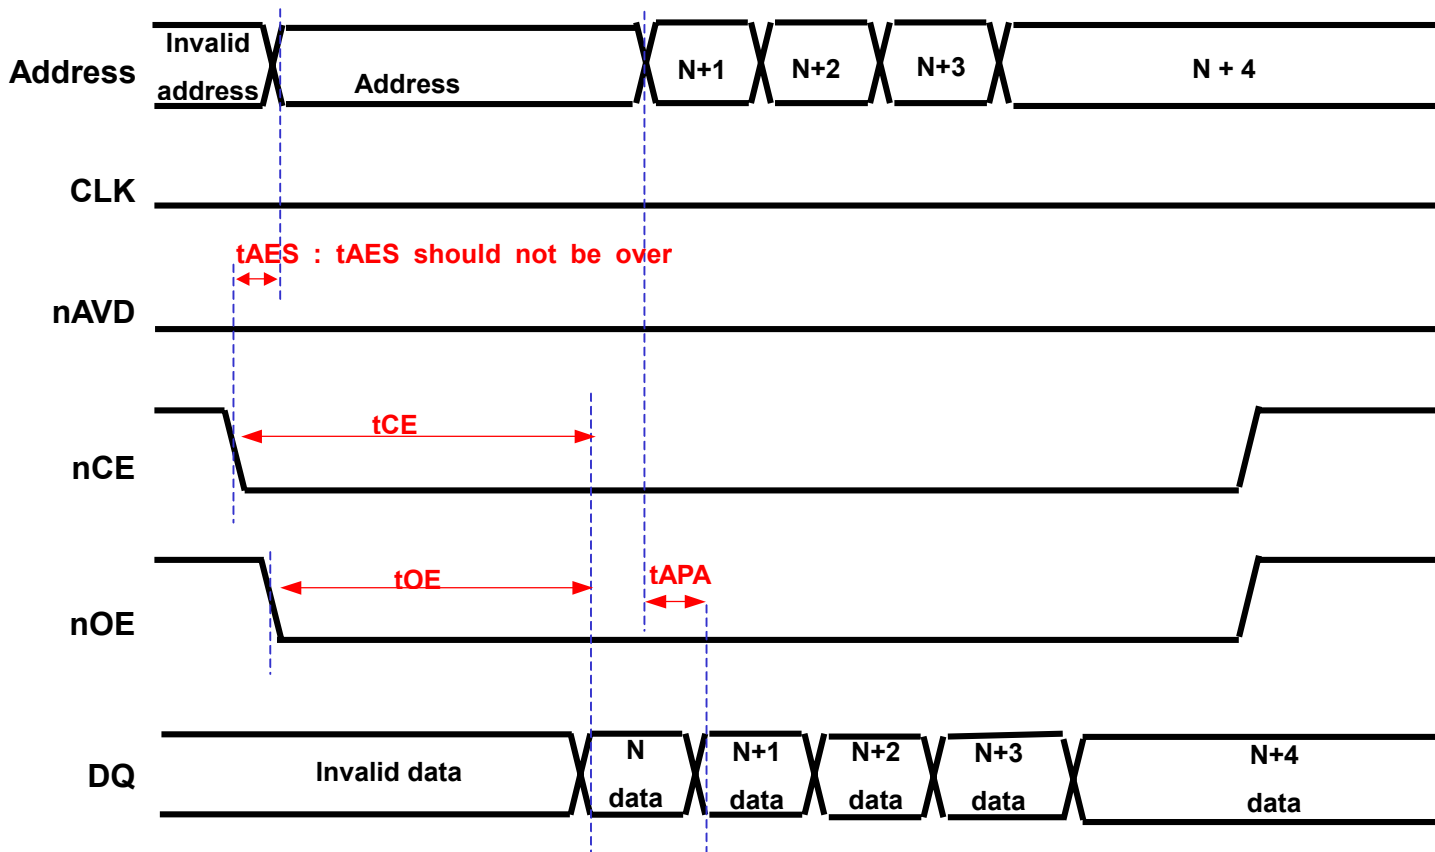 Invalid
address
Address
Address
N+1
N+2
N+3
N + 4
CLK
tAES : tAES should not be over
nAVD
tCE
nCE
tOE
tAPA
nOE
DQ
Invalid data
N
data
N+1
data
N+2
data
N+3
data
N+4
data